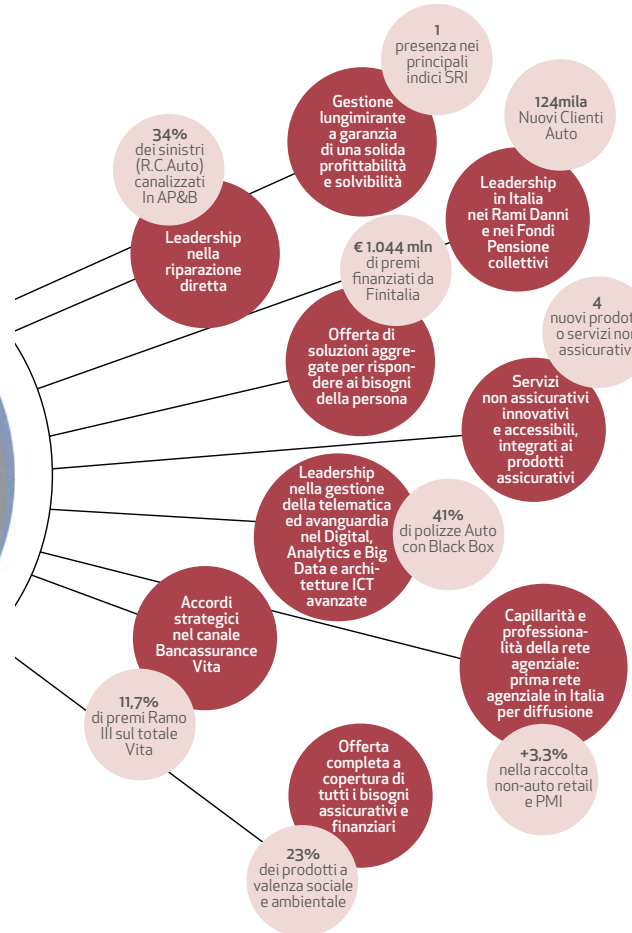 1
presenza nei
principali
indici SRI
Gestione
lungimirante
a garanzia
di una solida
profittabilità
e solvibilità
124mila
Nuovi Clienti
Auto
Leadership
in Italia
nei Rami Danni
e nei Fondi
Pensione
collettivi
34%
dei sinistri
(R.C.Auto)
canalizzati
In AP&B
Leadership
nella
riparazione
diretta
€ 1.044 mln
di premi
finanziati da
Finitalia
Offerta di
soluzioni aggre-
gate per rispon-
dere ai bisogni
della persona
4
nuovi prodott
o servizi non
assicurativ
Servizi
non assicurativi
innovativi
e accessibili,
integrati ai
prodotti
assicurativi
Leadership
nella gestione
della telematica
ed avanguardia
nel Digital,
Analytics e Big
Data e archi-
tetture ICT
avanzate
41%
di polizze Auto
con Black Box
Accordi
strategici
nel canale
Bancassurance
Vita
11,7%
di premi Ramo
III sul totale
Vita
Capillarità e
professiona-
lità della rete
agenziale:
prima rete
agenziale in Italia
per diffusione
+3,3%
nella raccolta
non-auto retail
e PMI
Offerta
completa a
copertura di
tutti i bisogni
assicurativi e
finanziari
23%
dei prodotti a
valenza sociale
e ambientale